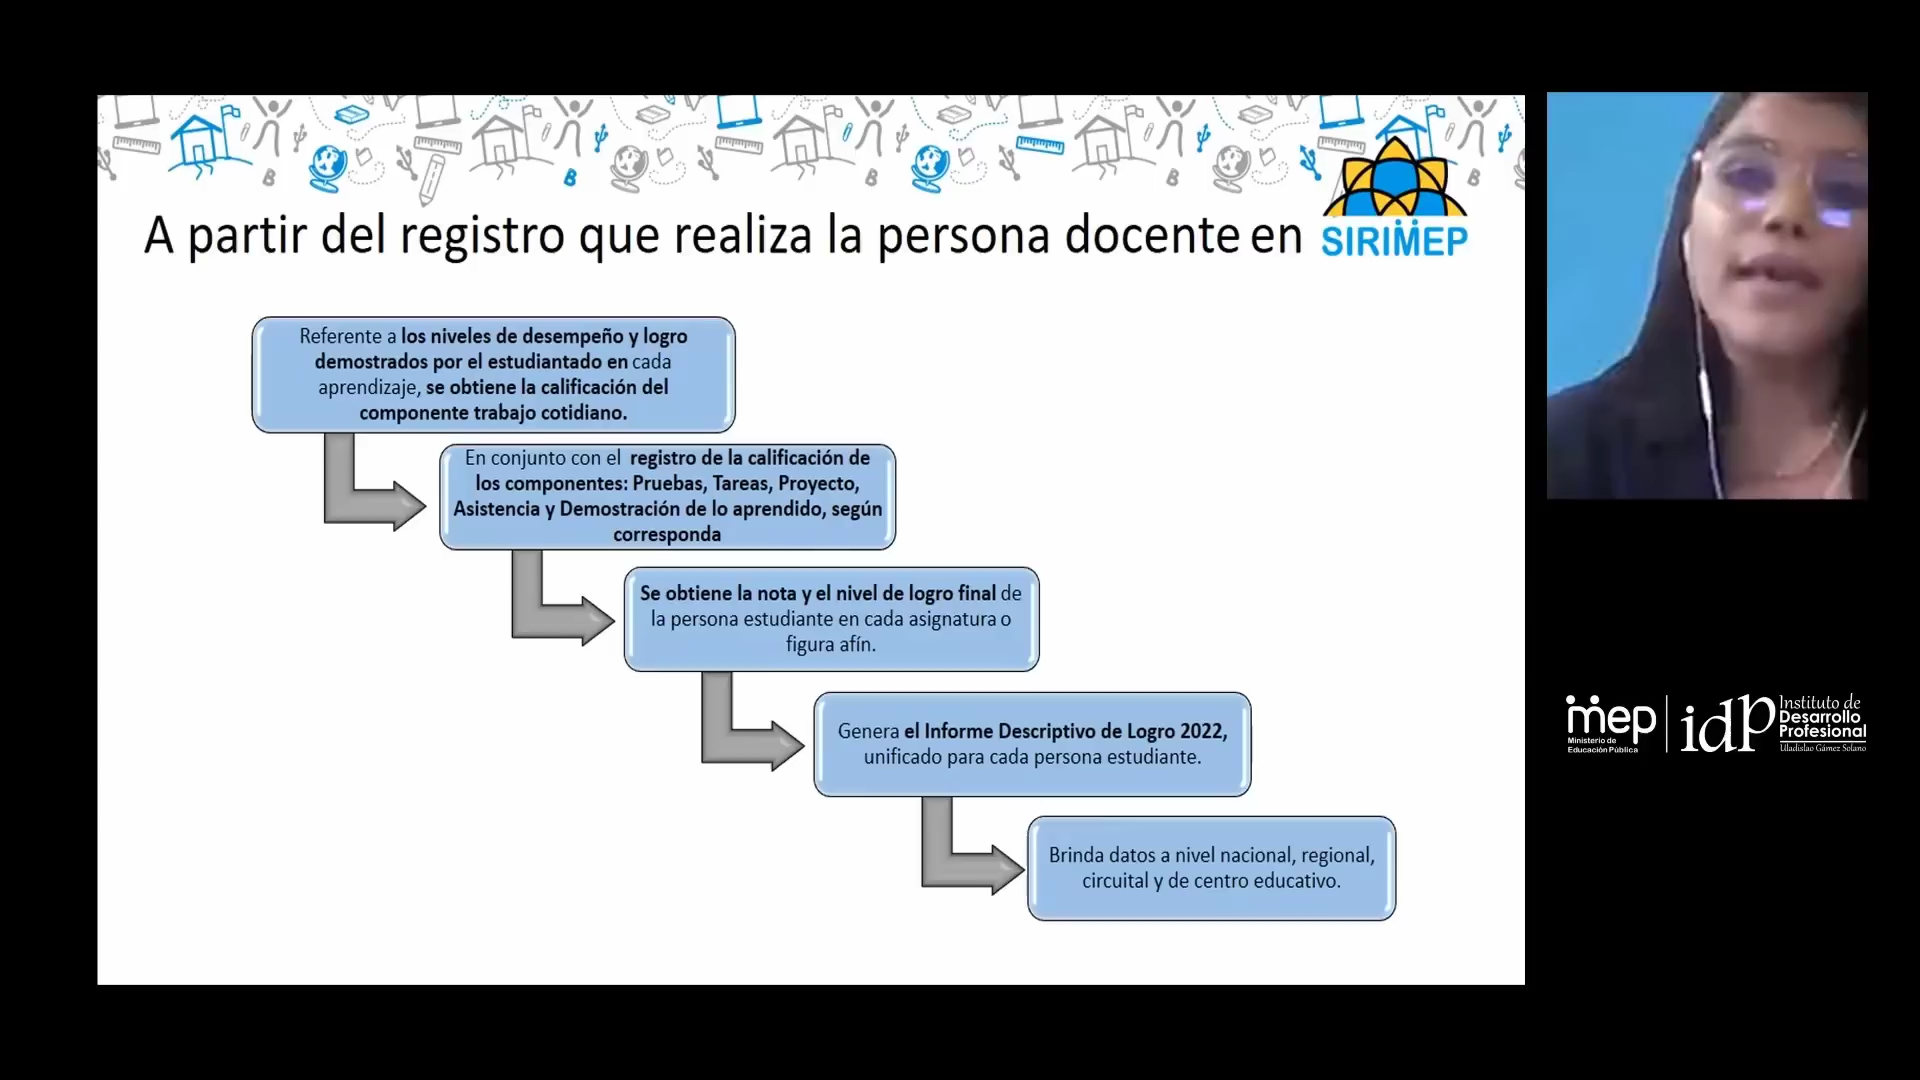 A partir del registro que realiza la persona docente en
SIRIMEP
Referente a los niveles de desempeño y logro
demostrados por el estudiantado en cada
aprendizaje, se obtiene la calificación del
componente trabajo cotidiano.
En conjunto con el registro de la calificación de
los componentes: Pruebas, Tareas, Proyecto,
Asistencia y Demostración de lo aprendido, según
corresponda
Se obtiene la nota y el nivel de logro final de
la persona estudiante en cada asignatura o
figura afín.
Genera el Informe Descriptivo de Logro 2022,
unificado para cada persona estudiante.
Brinda datos a nivel nacional, regional,
circuital y de centro educativo.
mep
Ministerio de
Educación Pública
idp
Instituto de
Desarrollo
Profesional
Uladislao Gámez Solano